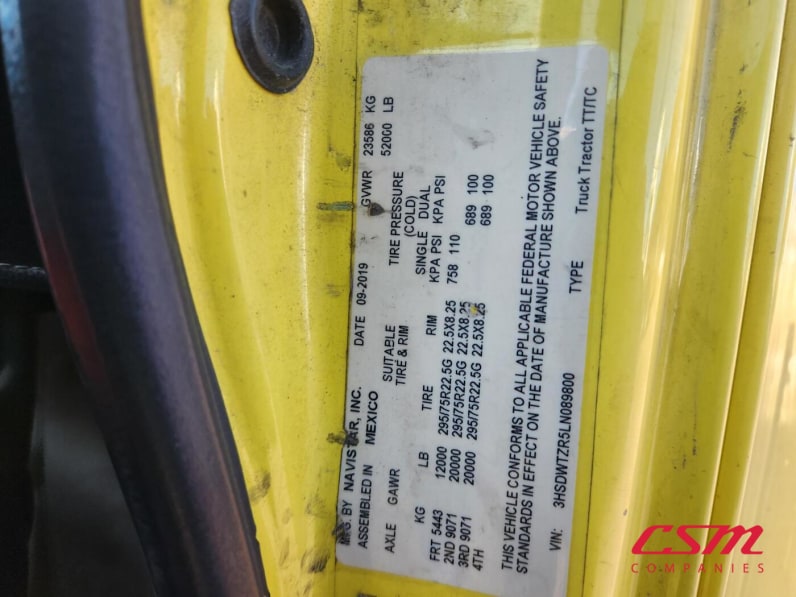 MFG. BY NAVISTAR, INC. DATE 09-2019 GVWR 23586 KG
ASSEMBLED IN MEXICO 52000 LB
SUITABLE TIRE PRESSURE
AXLE GAWR TIRE & RIM (COLD)
SINGLE DUAL
KG LB TIRE RIM KPA PSI KPA PSI
FRT 5443 12000 295/75R22.5G 22.5X8.25 758 110
2ND 9071 20000 295/75R22.5G 22.5X8.25 689 100
3RD 9071 20000 295/75R22.5G 22.5X8.25 689 100
4TH
THIS VEHICLE CONFORMS TO ALL APPLICABLE FEDERAL MOTOR VEHICLE SAFETY
STANDARDS IN EFFECT ON THE DATE OF MANUFACTURE SHOWN ABOVE.
VIN: 3HSDWTZR5LN089800 TYPE Truck Tractor TT/TC
CSM
COMPANIES